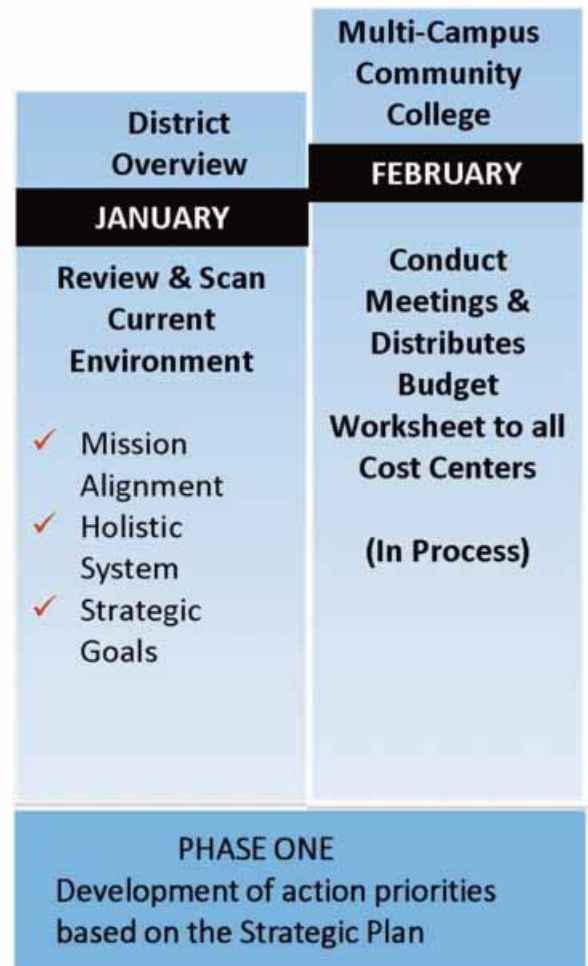 District
Overview
JANUARY
Review & Scan
Current
Environment
✓ Mission
Alignment
✓ Holistic
System
✓ Strategic
Goals
Multi-Campus
Community
College
FEBRUARY
Conduct
Meetings &
Distributes
Budget
Worksheet to all
Cost Centers
(In Process)
PHASE ONE
Development of action priorities
based on the Strategic Plan